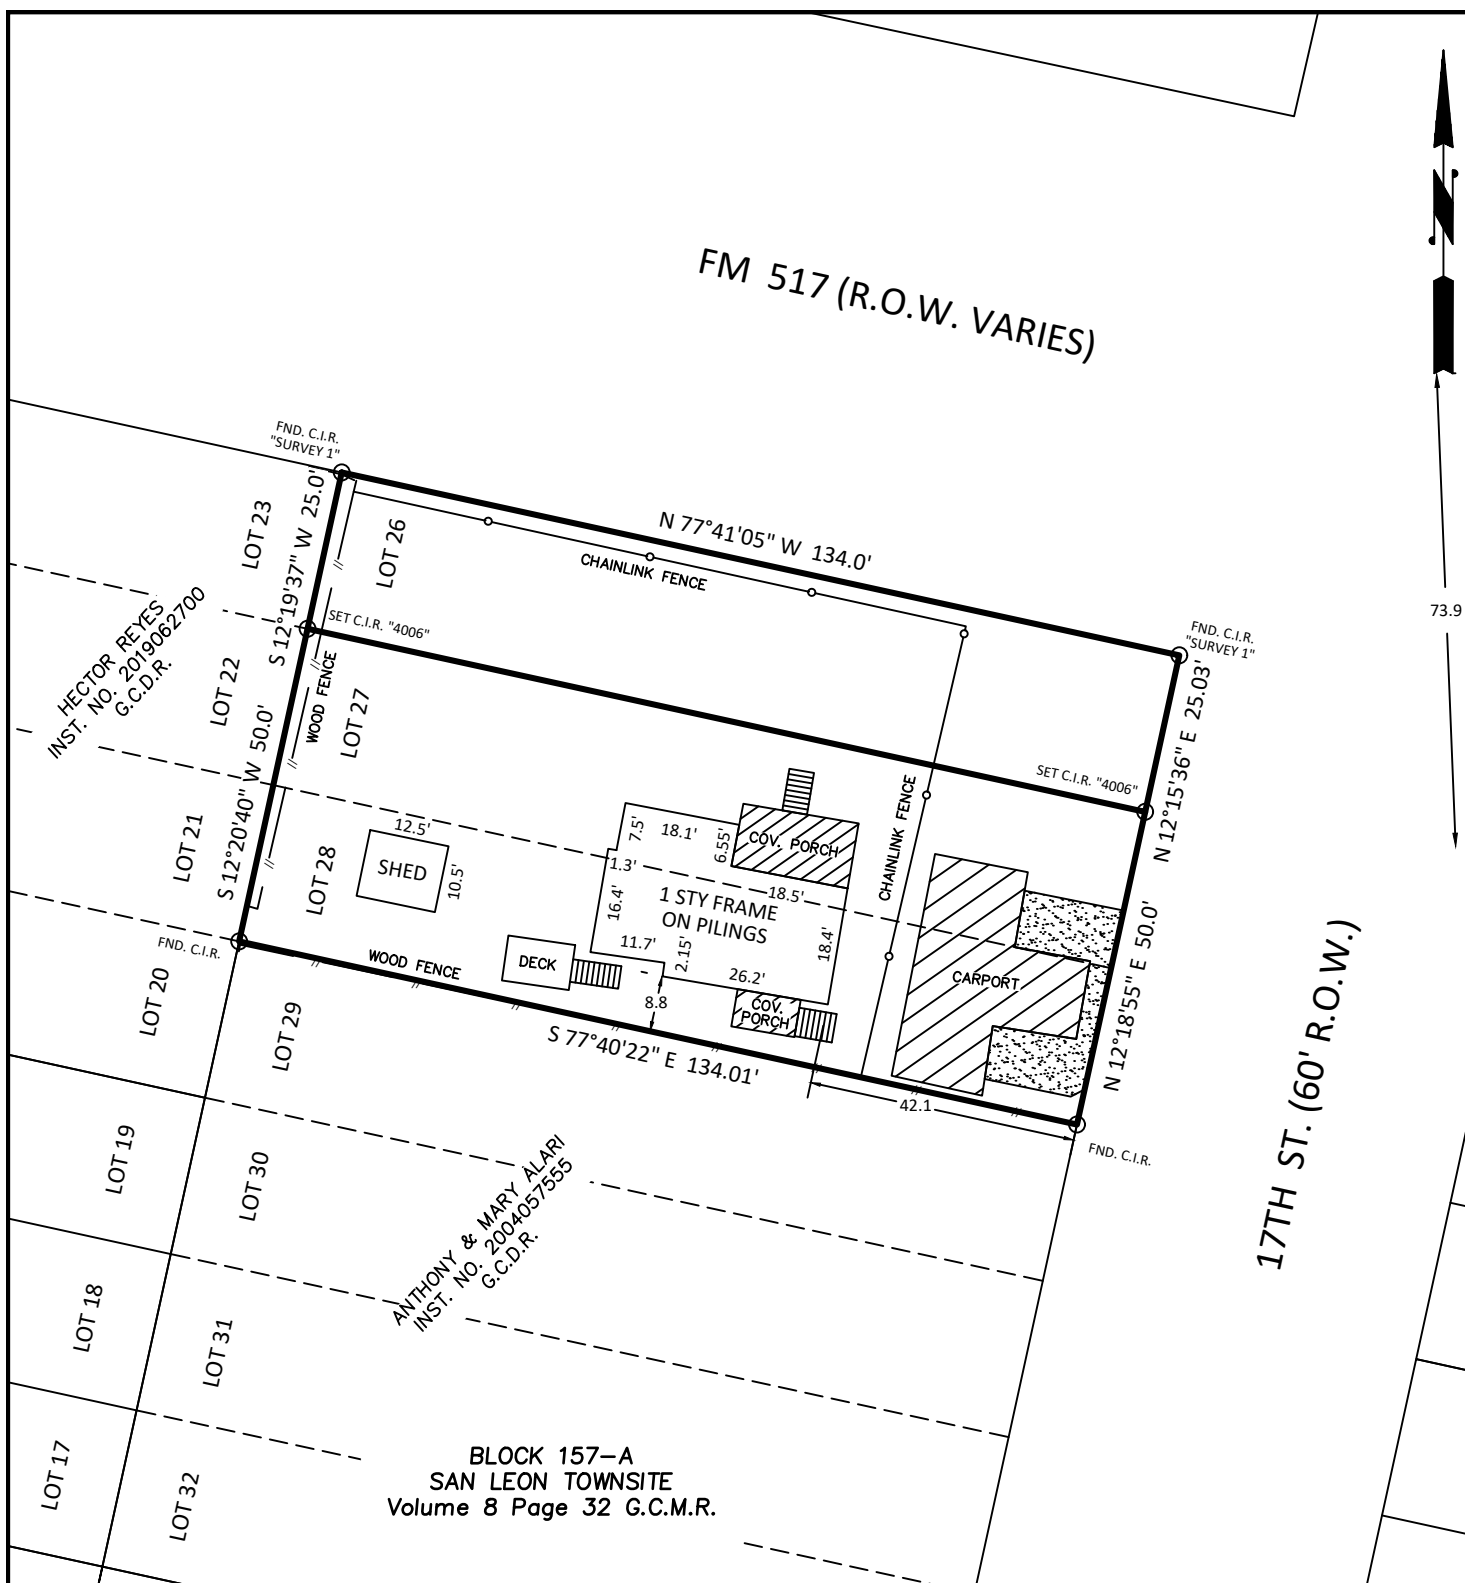 N
FM 517 (R.O.W. VARIES)
73.9
FND. C.I.R.
"SURVEY 1"
N 77°41'05" W 134.0'
CHAINLINK FENCE
LOT 23
S 12°19'37" W 25.0'
LOT 26
SET C.I.R. "4006"
FND. C.I.R.
"SURVEY 1"
N 12°15'36" E 25.03'
HECTOR REYES
INST. NO. 2019062700
G.C.D.R.
LOT 22
WOOD FENCE
LOT 27
SET C.I.R. "4006"
CHAINLINK FENCE
LOT 21
S 12°20'40" W 50.0'
LOT 28
12.5'
SHED
10.5'
7.5'
18.1'
6.55'
COV. PORCH
1.3'
18.5'
16.4'
1 STY FRAME
ON PILINGS
18.4'
11.7'
2.15'
26.2'
DECK
8.8
COV.
PORCH
CARPORT
N 12°18'55" E 50.0'
17TH ST. (60' R.O.W.)
FND. C.I.R.
WOOD FENCE
S 77°40'22" E 134.01'
42.1
FND. C.I.R.
LOT 20
LOT 29
LOT 19
LOT 30
ANTHONY & MARY ALARI
INST. NO. 2004057555
G.C.D.R.
LOT 18
LOT 31
LOT 17
LOT 32
BLOCK 157-A
SAN LEON TOWNSITE
Volume 8 Page 32 G.C.M.R.